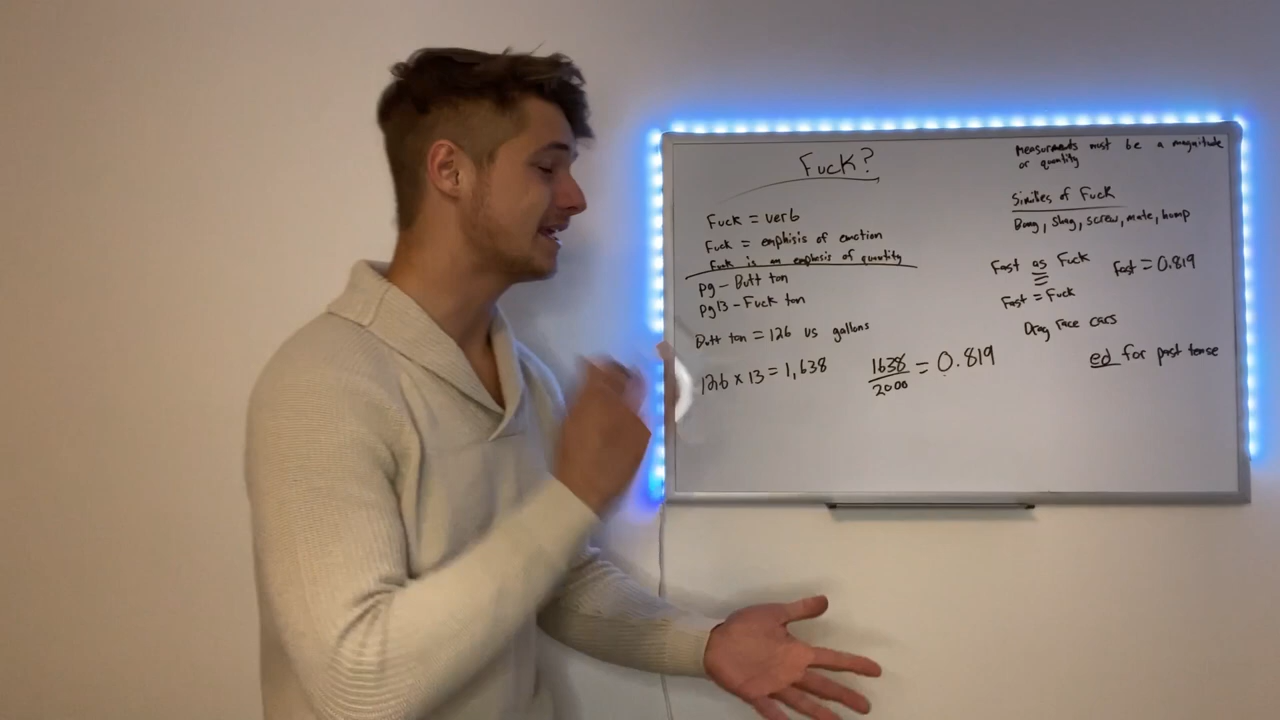 Fuck?
Fuck = verb
Fuck = emphisis of emotion
Fuck is an emphesis of quantity
Pg - Butt ton
Pg13 - Fuck ton
Butt ton = 126 us gallons
126 x 13 = 1,638
1638
2000
= 0.819
measurments must be a magnitude
or quantity
Similies of Fuck
Bang, Shag, screw, mate, hump
Fast as Fuck
Fast = 0.819
Fast = Fuck
Drag race cars
ed for past tense